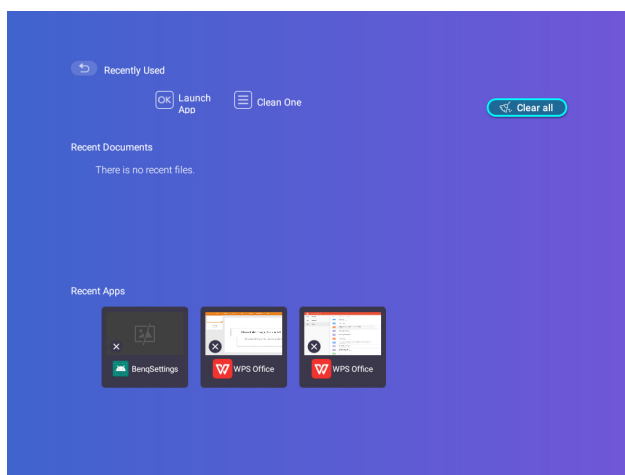 Recently Used
OK Launch App
Clean One
Clear all
Recent Documents
There is no recent files.
Recent Apps
BenqSettings
WPS Office
WPS Office